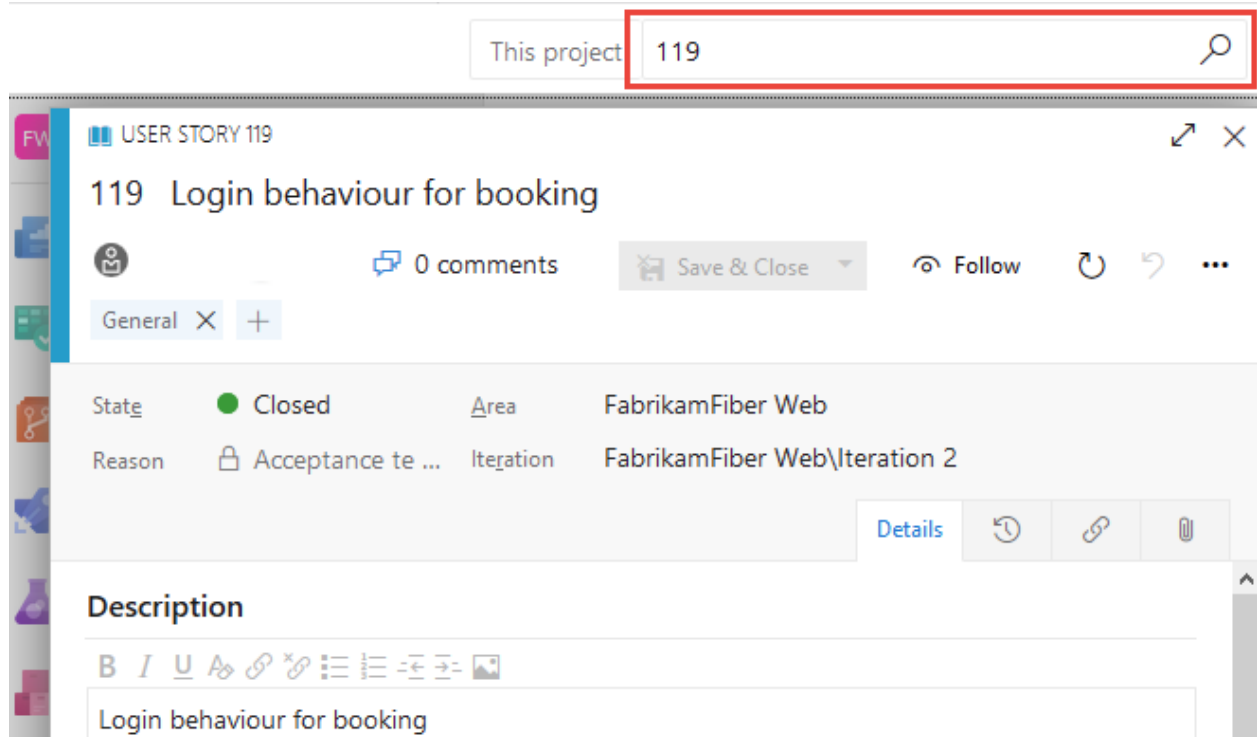 This project 119
FW
USER STORY 119
119 Login behaviour for booking
0 comments Save & Close Follow
General
State Closed Area FabrikamFiber Web
Reason Acceptance te ... Iteration FabrikamFiber Web\Iteration 2
Details
Description
B I U A
Login behaviour for booking